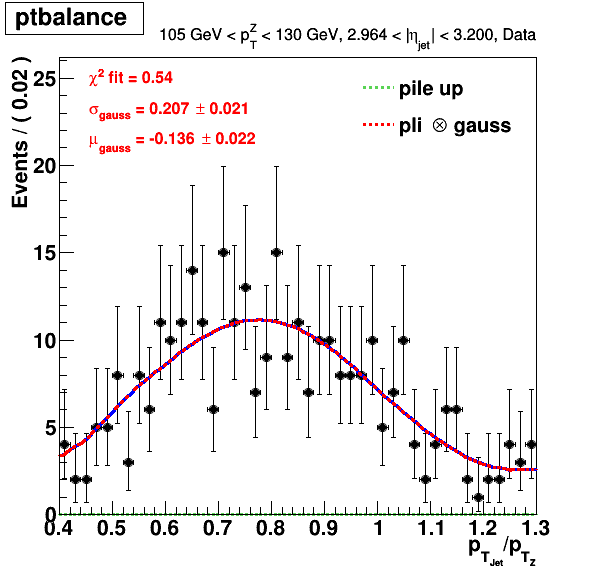 ptbalance
105 GeV < p_T^Z < 130 GeV, 2.964 < |η_jet| < 3.200, Data
χ² fit = 0.54
σ_gauss = 0.207 ± 0.021
μ_gauss = -0.136 ± 0.022
pile up
pli ⊗ gauss
Events / ( 0.02 )
25
20
15
10
5
0
0.4 0.5 0.6 0.7 0.8 0.9 1 1.1 1.2 1.3
p_T_Jet/p_T_Z